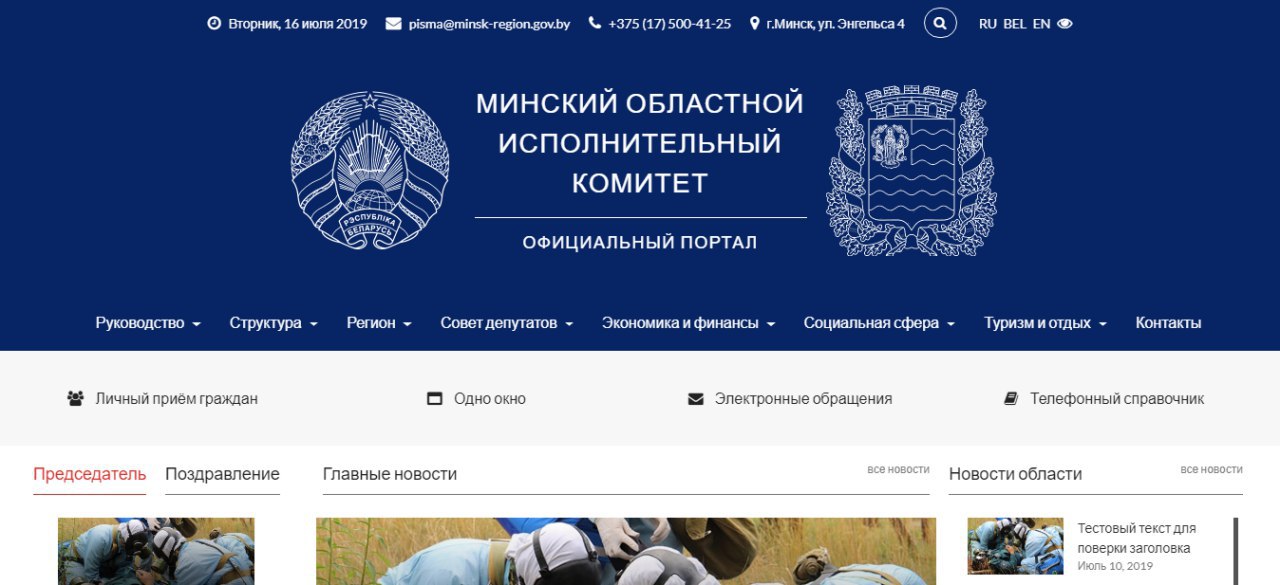 Вторник, 16 июля 2019 pisma@minsk-region.gov.by +375 (17) 500-41-25 г.Минск, ул. Энгельса 4 RU BEL EN
МИНСКИЙ ОБЛАСТНОЙ
ИСПОЛНИТЕЛЬНЫЙ
КОМИТЕТ
РЭСПУБЛІКА
БЕЛАРУСЬ
ОФИЦИАЛЬНЫЙ ПОРТАЛ
Руководство Структура Регион Совет депутатов Экономика и финансы Социальная сфера Туризм и отдых Контакты
Личный приём граждан Одно окно Электронные обращения Телефонный справочник
Председатель Поздравление Главные новости все новости Новости области все новости
Тестовый текст для
поверки заголовка
Июль 10, 2019